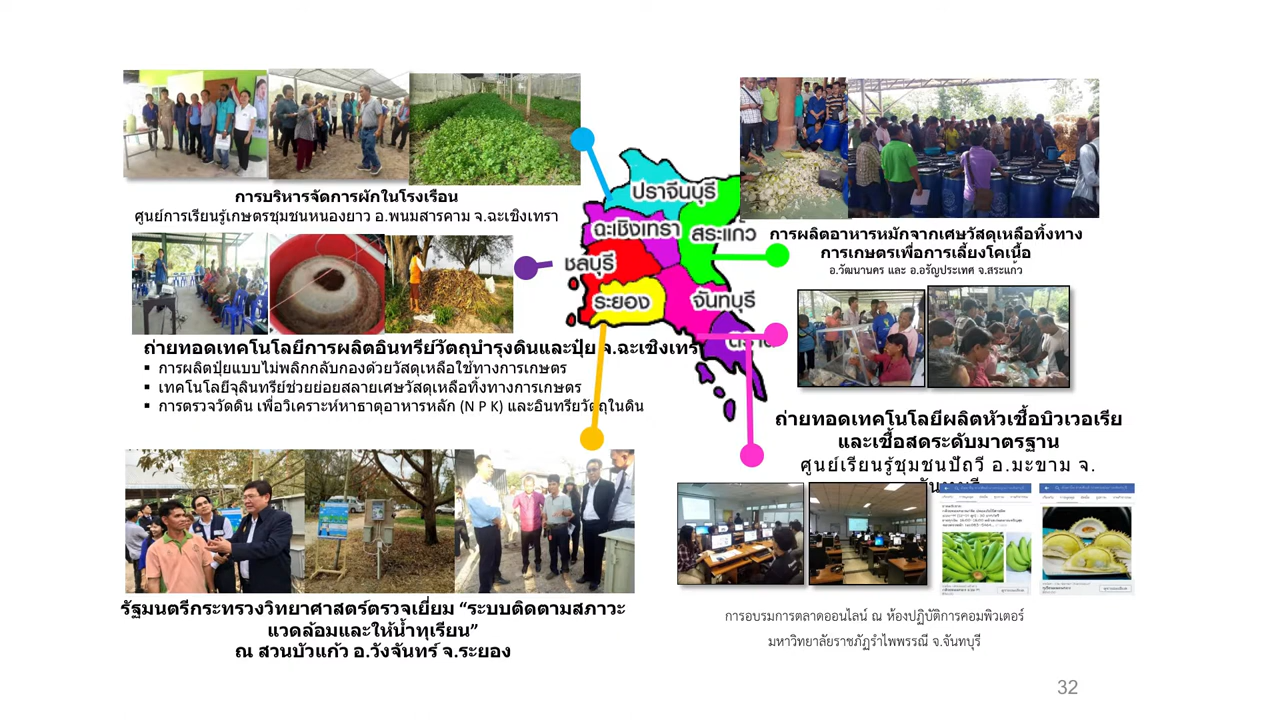 การบริหารจัดการผักในโรงเรือน
ศูนย์การเรียนรู้เกษตรชุมชนหนองยาว อ.พนมสารคาม จ.ฉะเชิงเทรา
ถ่ายทอดเทคโนโลยีการผลิตอินทรีย์วัตถุบำรุงดินและปุ๋ย จ.ฉะเชิงเทรา
▪ การผลิตปุ๋ยแบบไม่พลิกกลับกองด้วยวัสดุเหลือใช้ทางการเกษตร
▪ เทคโนโลยีจุลินทรีย์ช่วยย่อยสลายเศษวัสดุเหลือทิ้งทางการเกษตร
▪ การตรวจวัดดิน เพื่อวิเคราะห์หาธาตุอาหารหลัก (N P K) และอินทรียวัตถุในดิน
รัฐมนตรีกระทรวงวิทยาศาสตร์ตรวจเยี่ยม “ระบบติดตามสภาวะ
แวดล้อมและให้น้ำทุเรียน”
ณ สวนบัวแก้ว อ.วังจันทร์ จ.ระยอง
ปราจีนบุรี
ฉะเชิงเทรา
สระแก้ว
ชลบุรี
ระยอง
จันทบุรี
ตราด
การผลิตอาหารหมักจากเศษวัสดุเหลือทิ้งทาง
การเกษตรเพื่อการเลี้ยงโคเนื้อ
อ.วัฒนานคร และ อ.อรัญประเทศ จ.สระแก้ว
ถ่ายทอดเทคโนโลยีผลิตหัวเชื้อบิวเวอเรีย
และเชื้อสดระดับมาตรฐาน
ศูนย์เรียนรู้ชุมชนปัถวี อ.มะขาม จ.
จันทบุรี
การอบรมการตลาดออนไลน์ ณ ห้องปฏิบัติการคอมพิวเตอร์
มหาวิทยาลัยราชภัฏรำไพพรรณี จ.จันทบุรี
32